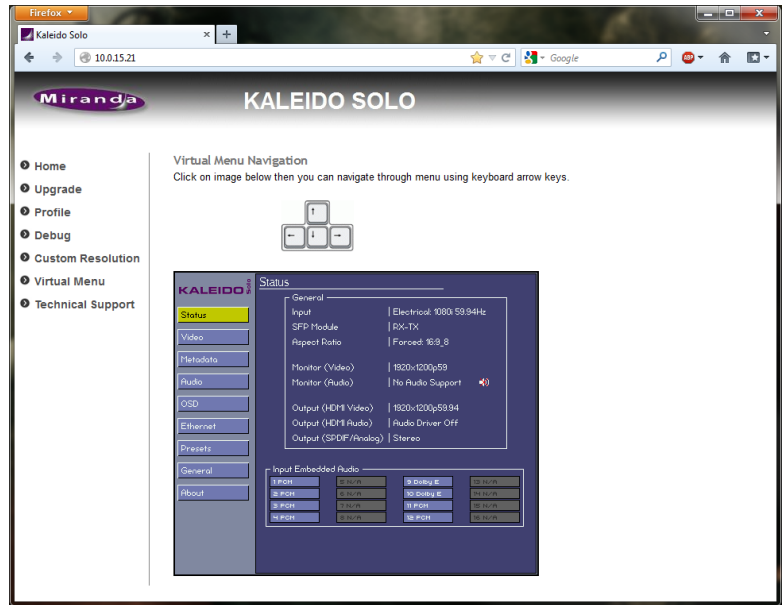 Firefox
Kaleido Solo
10.0.15.21
Google
ABP
Miranda
KALEIDO SOLO
Home
Upgrade
Profile
Debug
Custom Resolution
Virtual Menu
Technical Support
Virtual Menu Navigation
Click on image below then you can navigate through menu using keyboard arrow keys.
KALEIDO Solo
Status
Video
Metadata
Audio
OSD
Ethernet
Presets
General
About
Status
General
Input | Electrical: 1080i 59.94Hz
SFP Module | RX-TX
Aspect Ratio | Forced: 16:9_8
Monitor (Video) | 1920x1200p59
Monitor (Audio) | No Audio Support
Output (HDMI Video) | 1920x1200p59.94
Output (HDMI Audio) | Audio Driver Off
Output (SPDIF/Analog) | Stereo
Input Embedded Audio
1 PCM 5 N/A 9 Dolby E 13 N/A
2 PCM 6 N/A 10 Dolby E 14 N/A
3 PCM 7 N/A 11 PCM 15 N/A
4 PCM 8 N/A 12 PCM 16 N/A